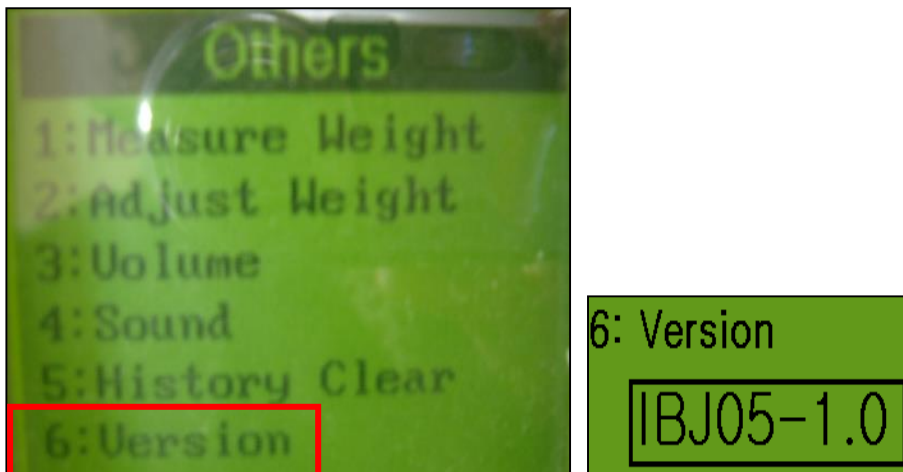 Others
1:Measure Weight
2:Adjust Weight
3:Volume
4:Sound
5:History Clear
6:Version
6: Version
IBJ05-1.0